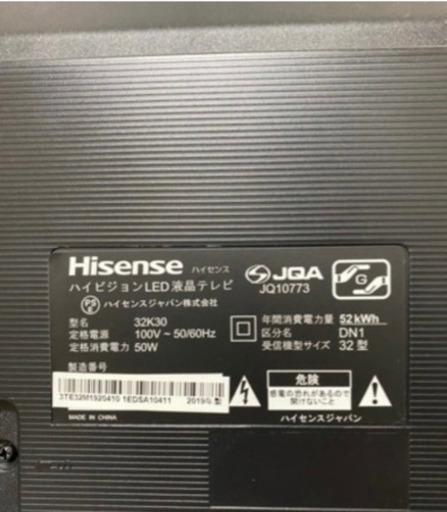 Hisense ハイセンス
JQA
JQ10773
G
ハイビジョンLED液晶テレビ
PS E ハイセンスジャパン株式会社
型名 32K30
定格電源 100V~50/60Hz
定格消費電力 50W
年間消費電力量 52kWh
区分名 DN1
受信機型サイズ 32型
製造番号
3TE32M1920410 1EDSA10411 2019年 製
MADE IN CHINA
危険
感電の恐れがあるので
開けないこと
ハイセンスジャパン